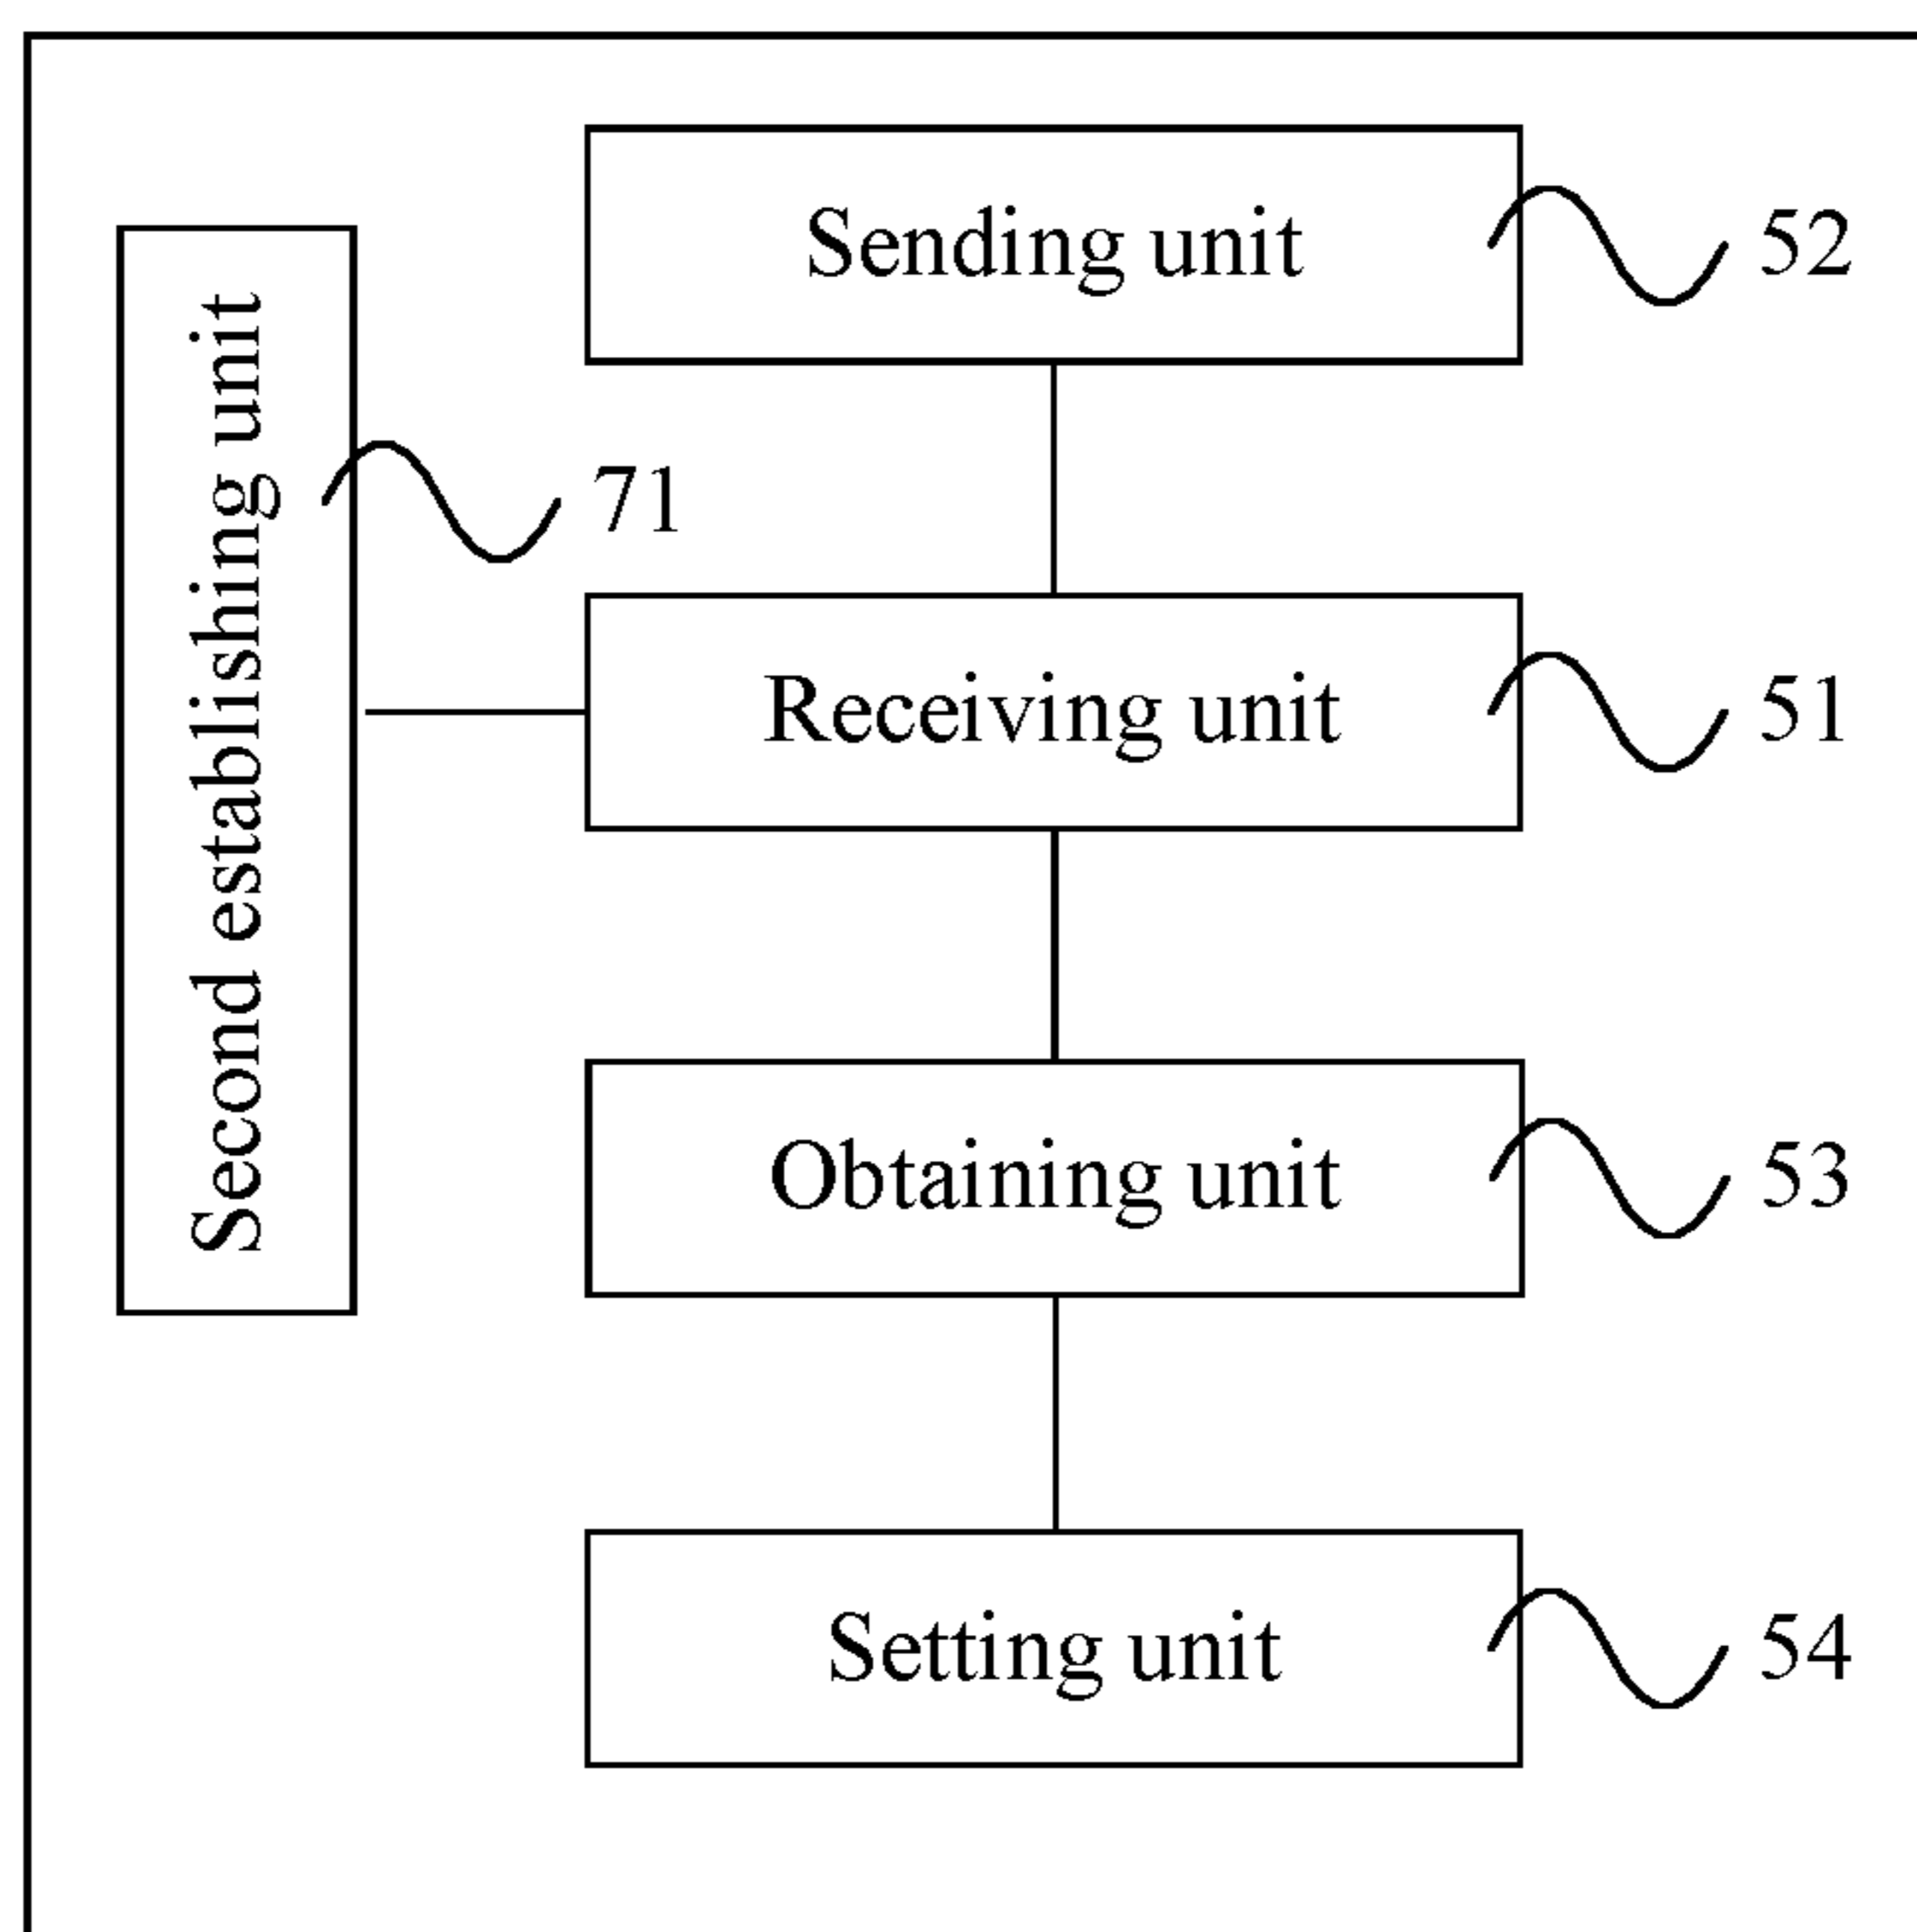 Sending unit
52
Second establishing unit
71
Receiving unit
51
Obtaining unit
53
Setting unit
54